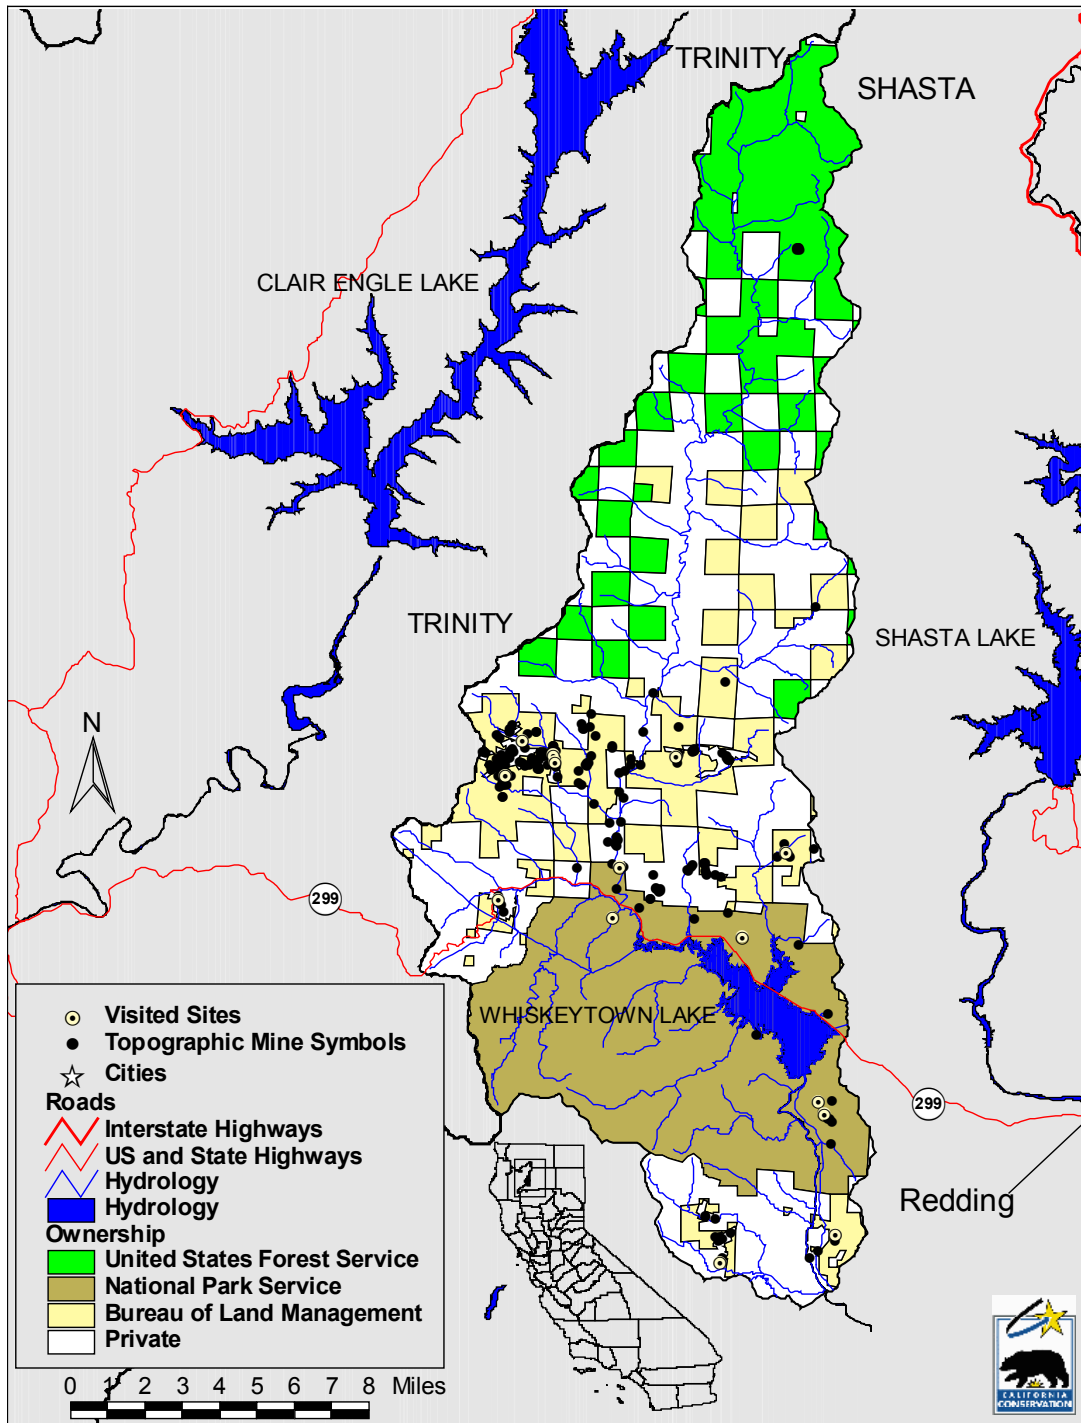 TRINITY
SHASTA
CLAIR ENGLE LAKE
TRINITY
SHASTA LAKE
N
299
WHISKEYTOWN LAKE
299
Redding
Visited Sites
Topographic Mine Symbols
Cities
Roads
Interstate Highways
US and State Highways
Hydrology
Hydrology
Ownership
United States Forest Service
National Park Service
Bureau of Land Management
Private
0 1 2 3 4 5 6 7 8 Miles
CALIFORNIA
CONSERVATION